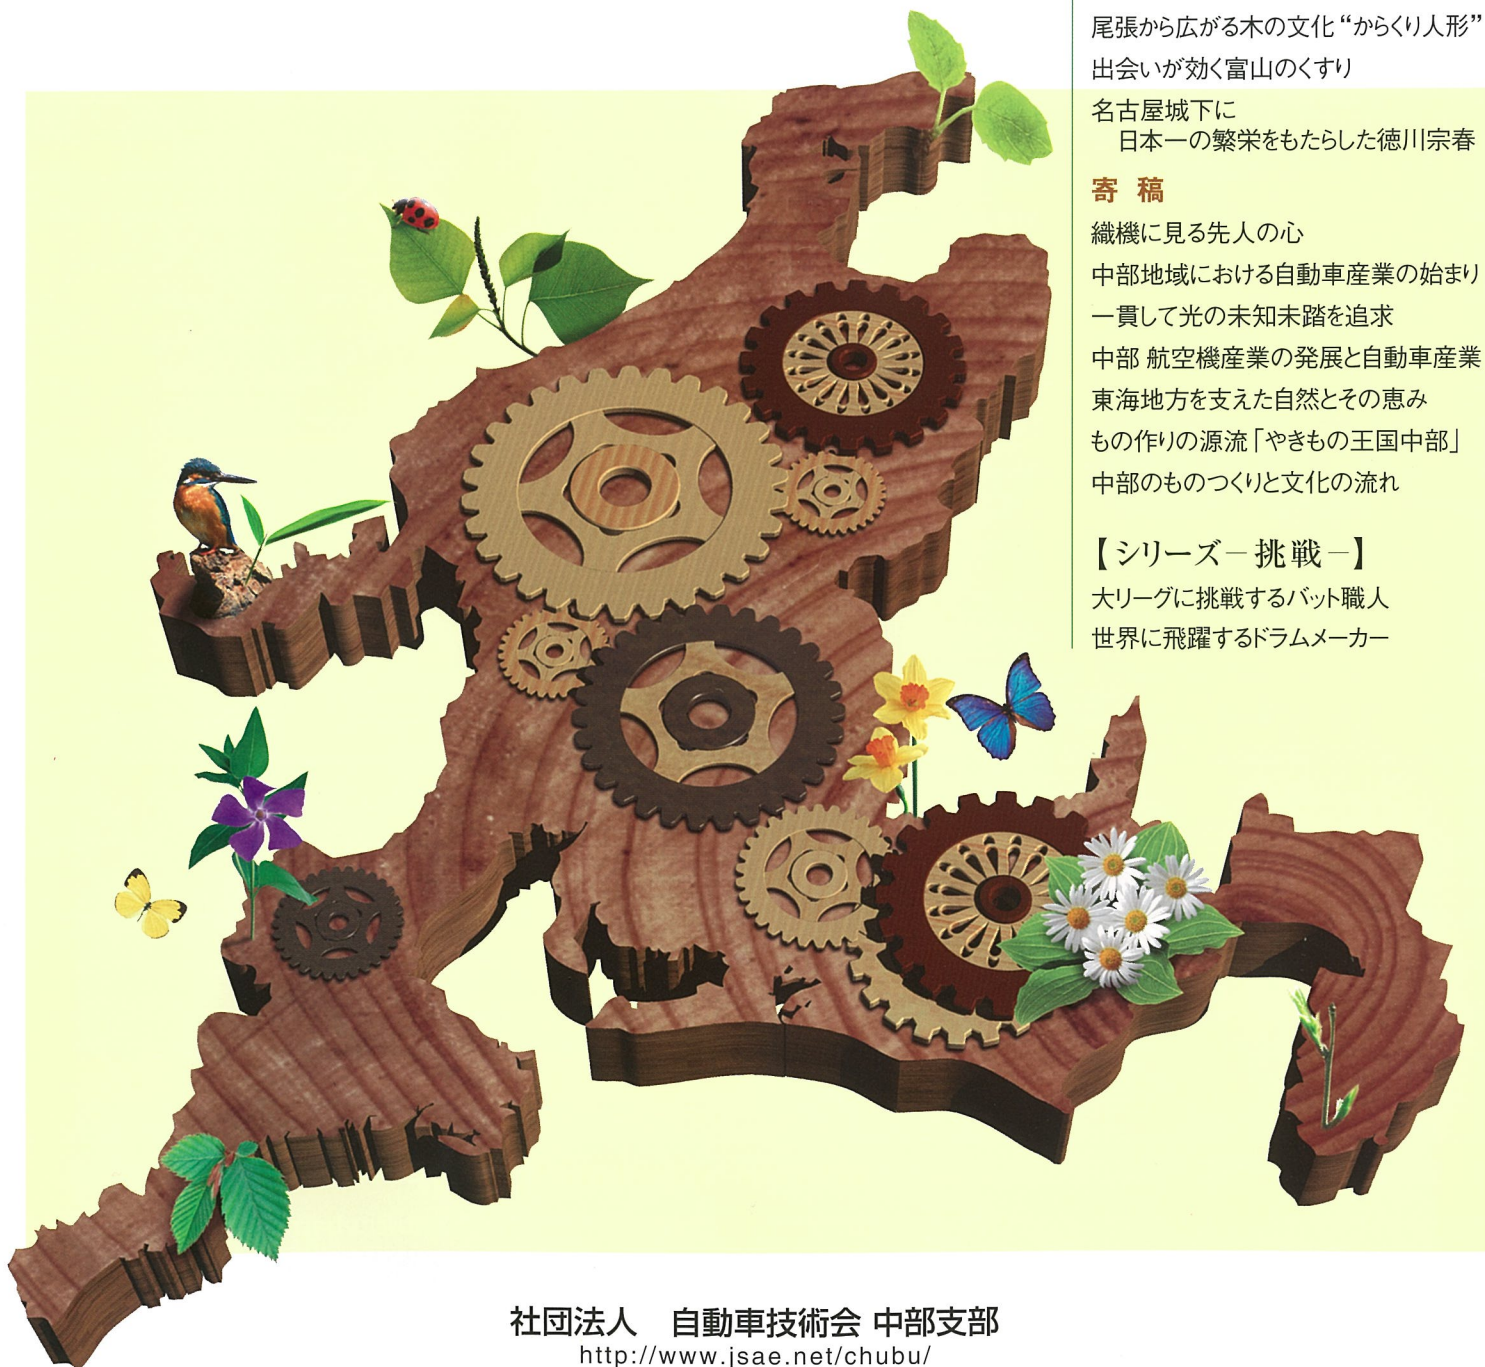 尾張から広がる木の文化“からくり人形”
出会いが効く富山のくすり
名古屋城下に
日本一の繁栄をもたらした徳川宗春
寄 稿
織機に見る先人の心
中部地域における自動車産業の始まり
一貫して光の未知未踏を追求
中部 航空機産業の発展と自動車産業
東海地方を支えた自然とその恵み
もの作りの源流「やきもの王国中部」
中部のものつくりと文化の流れ
【シリーズ－挑戦－】
大リーグに挑戦するバット職人
世界に飛躍するドラムメーカー
社団法人　自動車技術会 中部支部
http://www.jsae.net/chubu/